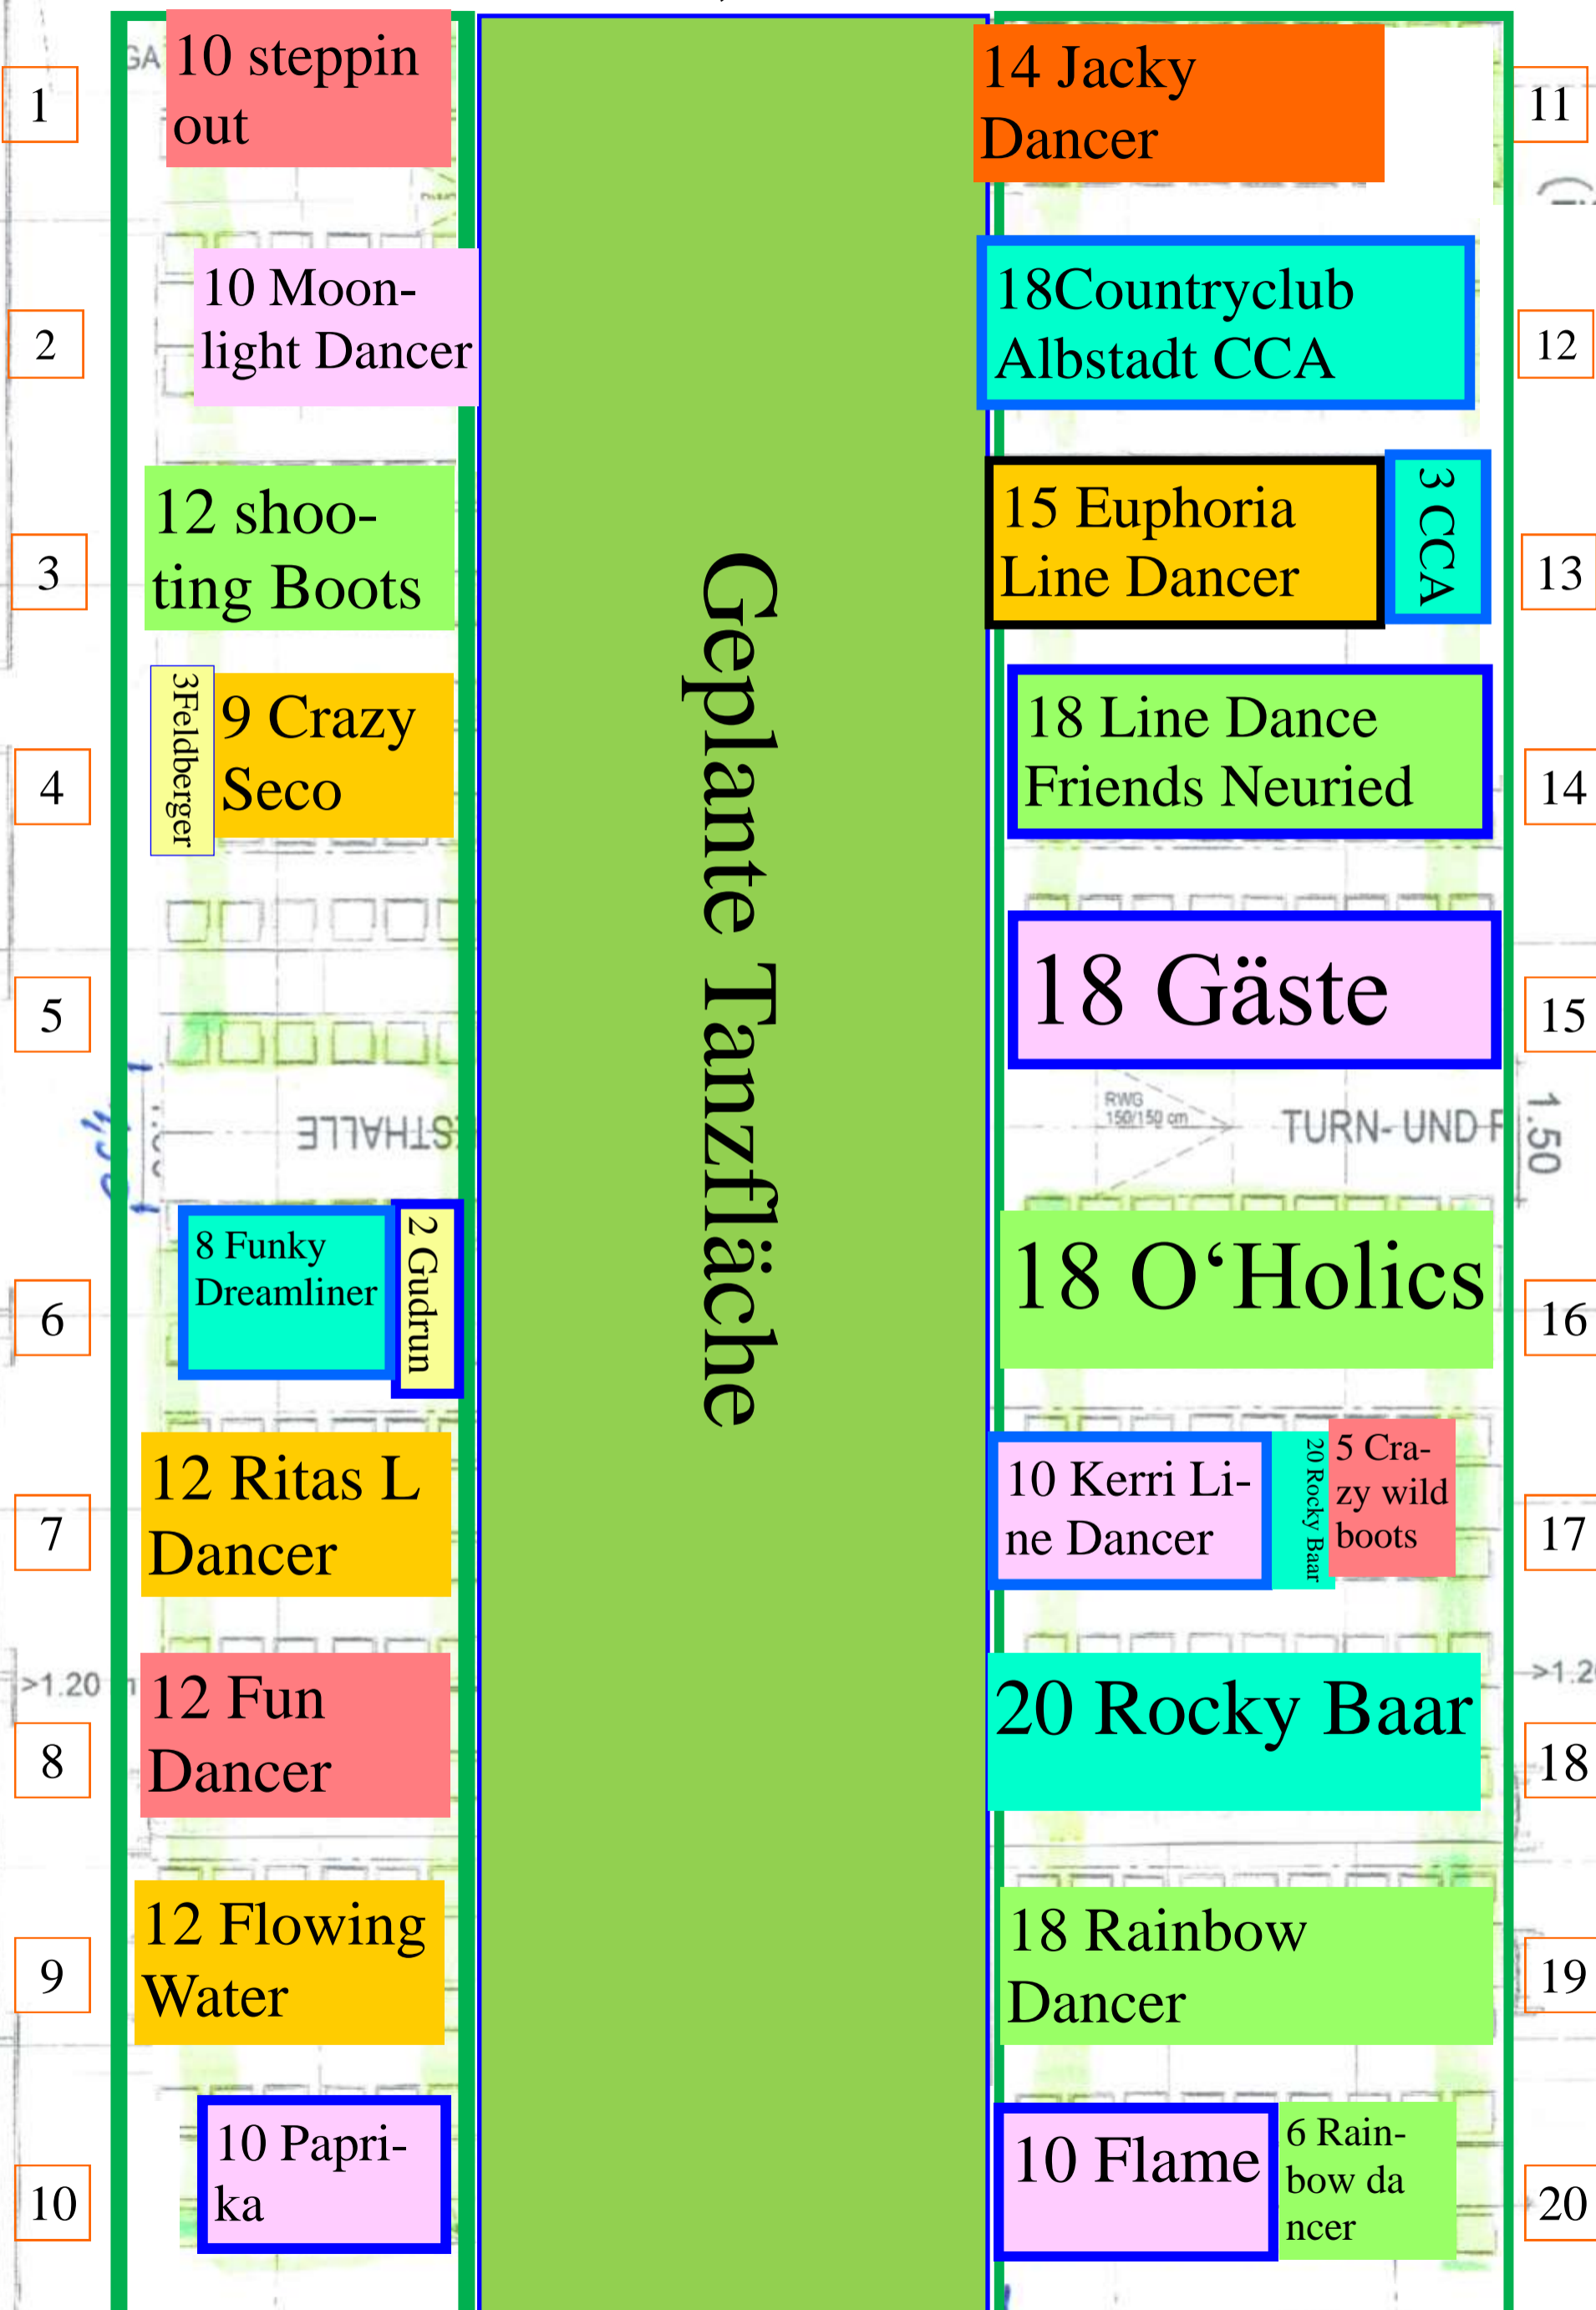 GA
1
10 steppin
out
14 Jacky
Dancer
11
2
10 Moon-
light Dancer
18Countryclub
Albstadt CCA
12
3
12 shoo-
ting Boots
15 Euphoria
Line Dancer
3 CCA
13
4
3Feldberger
9 Crazy
Seco
18 Line Dance
Friends Neuried
14
Geplante Tanzfläche
5
18 Gäste
15
STHALLE
RWG
150/150 cm
TURN- UND F
1.50
6
8 Funky
Dreamliner
2 Gudrun
18 O‘Holics
16
7
12 Ritas L
Dancer
10 Kerri Li-
ne Dancer
20 Rocky Baar
5 Cra-
zy wild
boots
17
>1.20
8
12 Fun
Dancer
20 Rocky Baar
>1.2
18
9
12 Flowing
Water
18 Rainbow
Dancer
19
10
10 Papri-
ka
10 Flame
6 Rain-
bow da
ncer
20